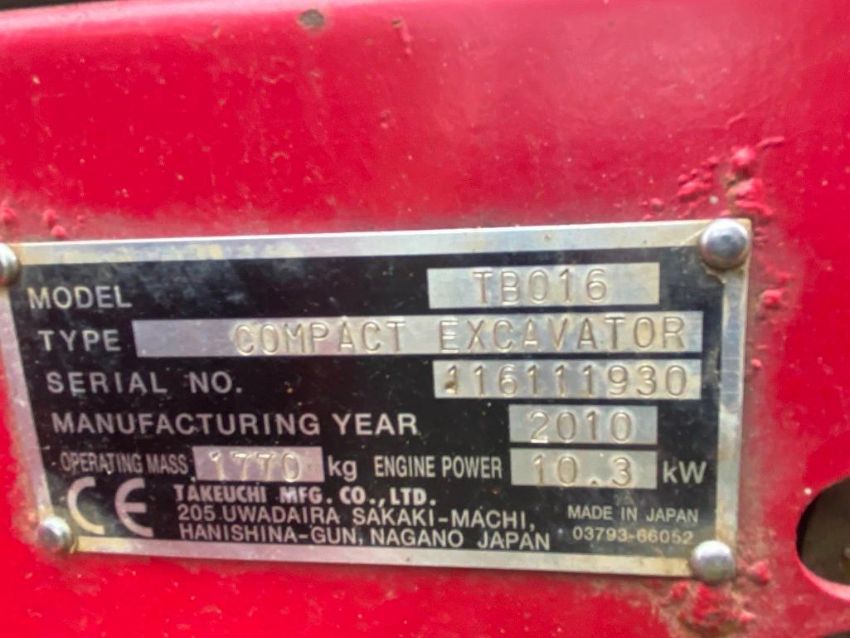 MODEL TB016
TYPE COMPACT EXCAVATOR
SERIAL NO. 116111930
MANUFACTURING YEAR 2010
OPERATING MASS 1770 kg ENGINE POWER 10.3 kW
CE TAKEUCHI MFG. CO., LTD.
205 UWADAIRA SAKAKI-MACHI, MADE IN JAPAN
HANISHINA-GUN, NAGANO JAPAN 03793-66052